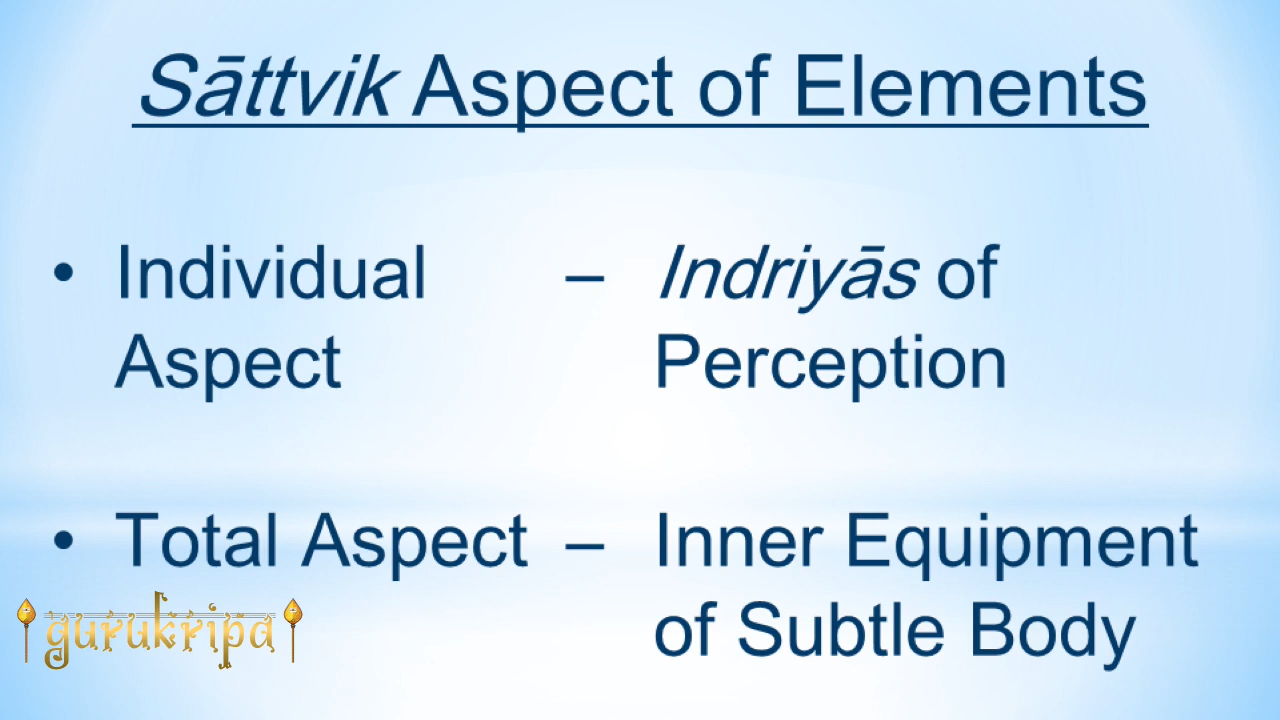 Sāttvik Aspect of Elements
• Individual Aspect – Indriyās of Perception
• Total Aspect – Inner Equipment of Subtle Body
gurukripa